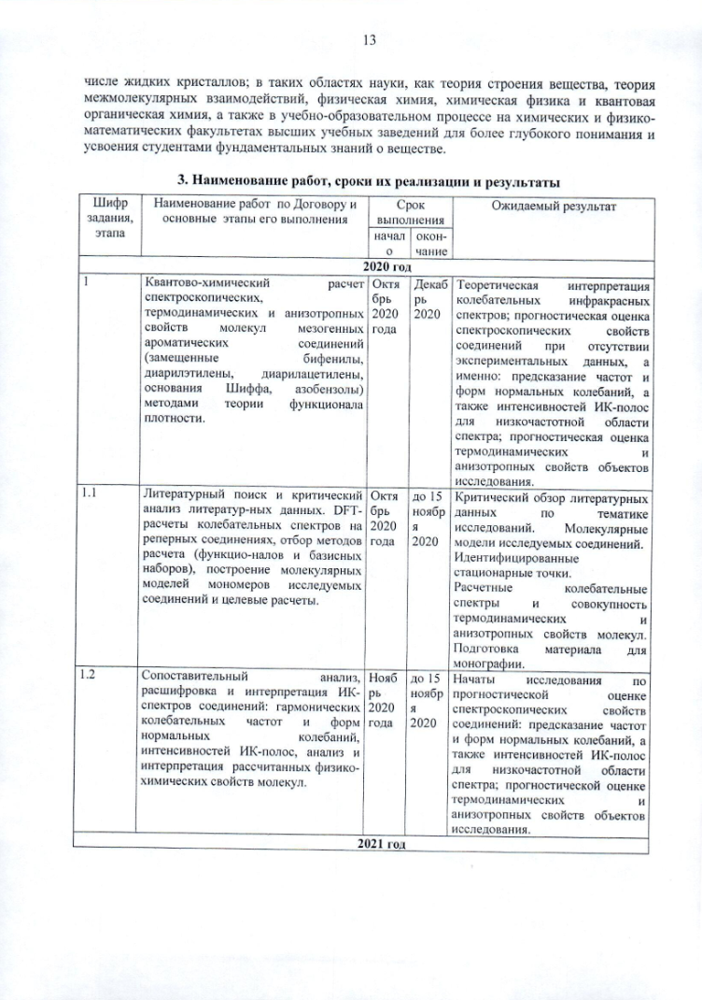 13
числе жидких кристаллов; в таких областях науки, как теория строения вещества, теория
межмолекулярных взаимодействий, физическая химия, химическая физика и квантовая
органическая химия, а также в учебно-образовательном процессе на химических и физико-
математических факультетах высших учебных заведений для более глубокого понимания и
усвоения студентами фундаментальных знаний о веществе.
3. Наименование работ, сроки их реализации и результаты
Шифр
задания,
этапа
Наименование работ по Договору и
основные этапы его выполнения
Срок
выполнения
начал
о
окон-
чание
Ожидаемый результат
2020 год
1
Квантово-химический расчет
спектроскопических,
термодинамических и анизотропных
свойств молекул мезогенных
ароматических соединений
(замещенные бифенилы,
диарилэтилены, диарилацетилены,
основания Шиффа, азобензолы)
методами теории функционала
плотности.
Октя
брь
2020
года
Декаб
рь
2020
Теоретическая интерпретация
колебательных инфракрасных
спектров; прогностическая оценка
спектроскопических свойств
соединений при отсутствии
экспериментальных данных, а
именно: предсказание частот и
форм нормальных колебаний, а
также интенсивностей ИК-полос
для низкочастотной области
спектра; прогностическая оценка
термодинамических и
анизотропных свойств объектов
исследования.
1.1
Литературный поиск и критический
анализ литератур-ных данных. DFT-
расчеты колебательных спектров на
реперных соединениях, отбор методов
расчета (функцио-налов и базисных
наборов), построение молекулярных
моделей мономеров исследуемых
соединений и целевые расчеты.
Октя
брь
2020
года
до 15
ноябр
я
2020
Критический обзор литературных
данных по тематике
исследований. Молекулярные
модели исследуемых соединений.
Идентифицированные
стационарные точки.
Расчетные колебательные
спектры и совокупность
термодинамических и
анизотропных свойств молекул.
Подготовка материала для
монографии.
1.2
Сопоставительный анализ,
расшифровка и интерпретация ИК-
спектров соединений: гармонических
колебательных частот и форм
нормальных колебаний,
интенсивностей ИК-полос, анализ и
интерпретация рассчитанных физико-
химических свойств молекул.
Нояб
рь
2020
года
до 15
ноябр
я
2020
Начаты исследования по
прогностической оценке
спектроскопических свойств
соединений: предсказание частот
и форм нормальных колебаний, а
также интенсивностей ИК-полос
для низкочастотной области
спектра; прогностической оценке
термодинамических и
анизотропных свойств объектов
исследования.
2021 год